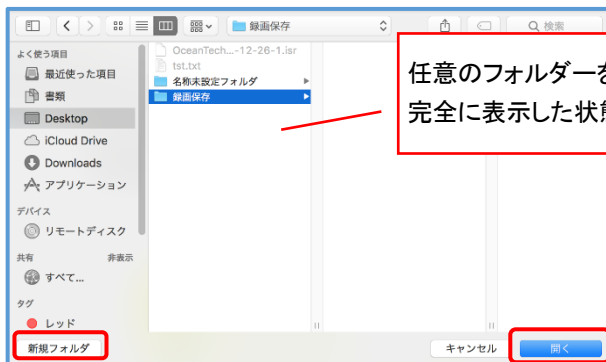 録画保存
検索
よく使う項目
最近使った項目
書類
Desktop
iCloud Drive
Downloads
アプリケーション
デバイス
リモートディスク
共有 非表示
すべて...
タグ
レッド
OceanTech...-12-26-1.isr
tst.txt
名称未設定フォルダ
録画保存
任意のフォルダーを
完全に表示した状態
新規フォルダ
キャンセル
開く